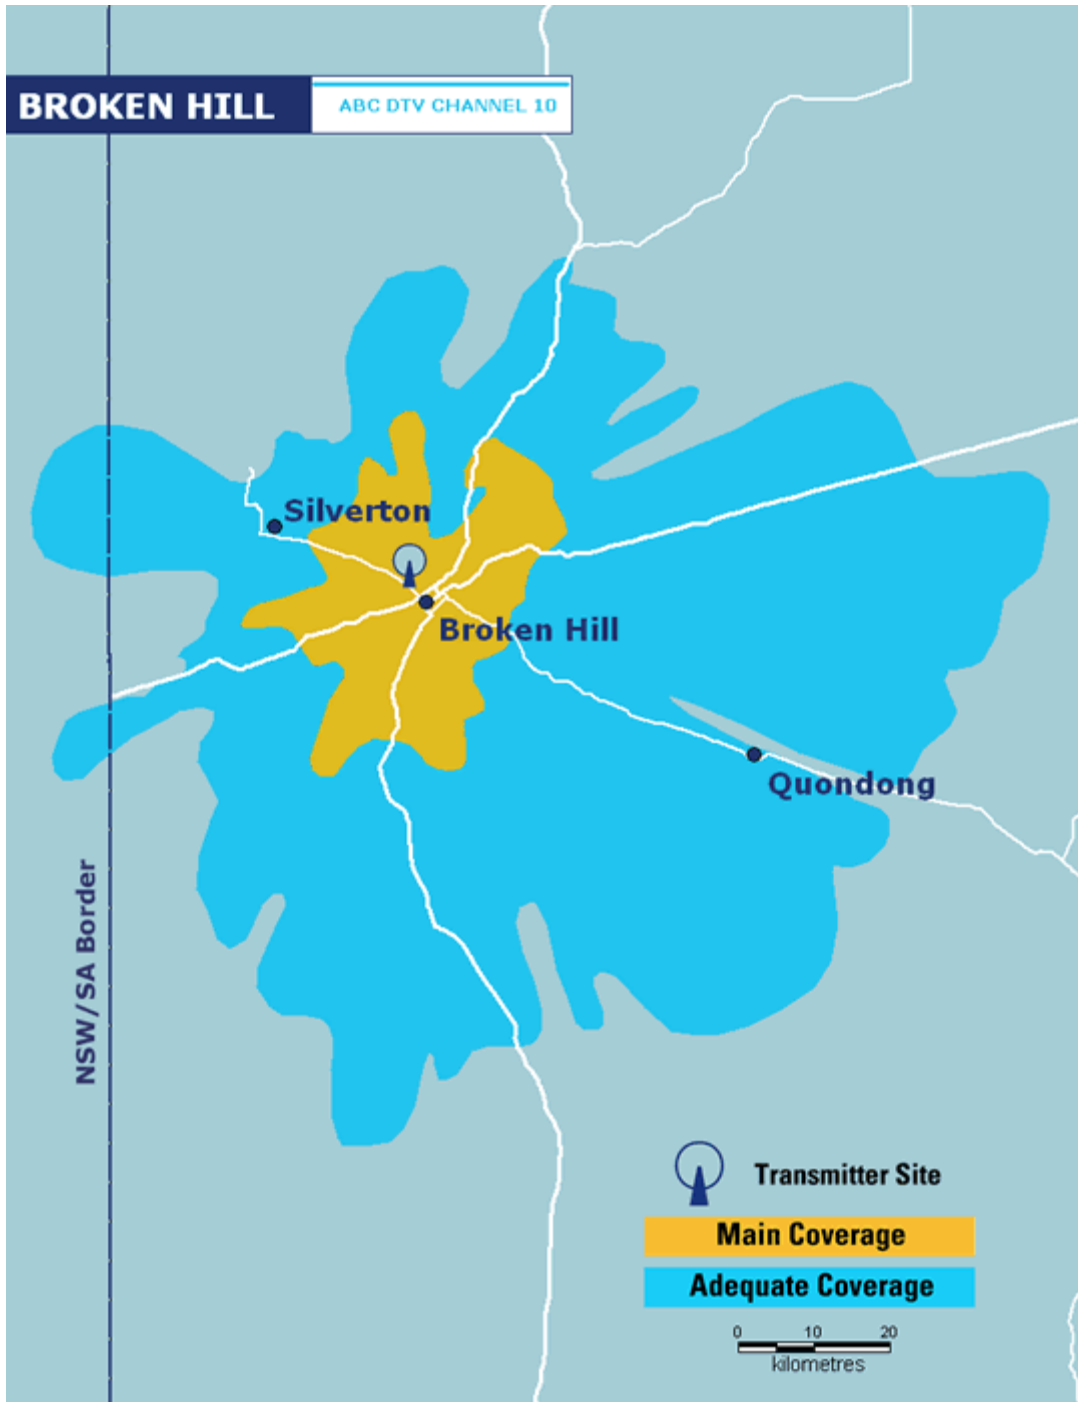 BROKEN HILL
ABC DTV CHANNEL 10
Silverton
Broken Hill
Quondong
NSW/SA Border
Transmitter Site
Main Coverage
Adequate Coverage
0 10 20
kilometres